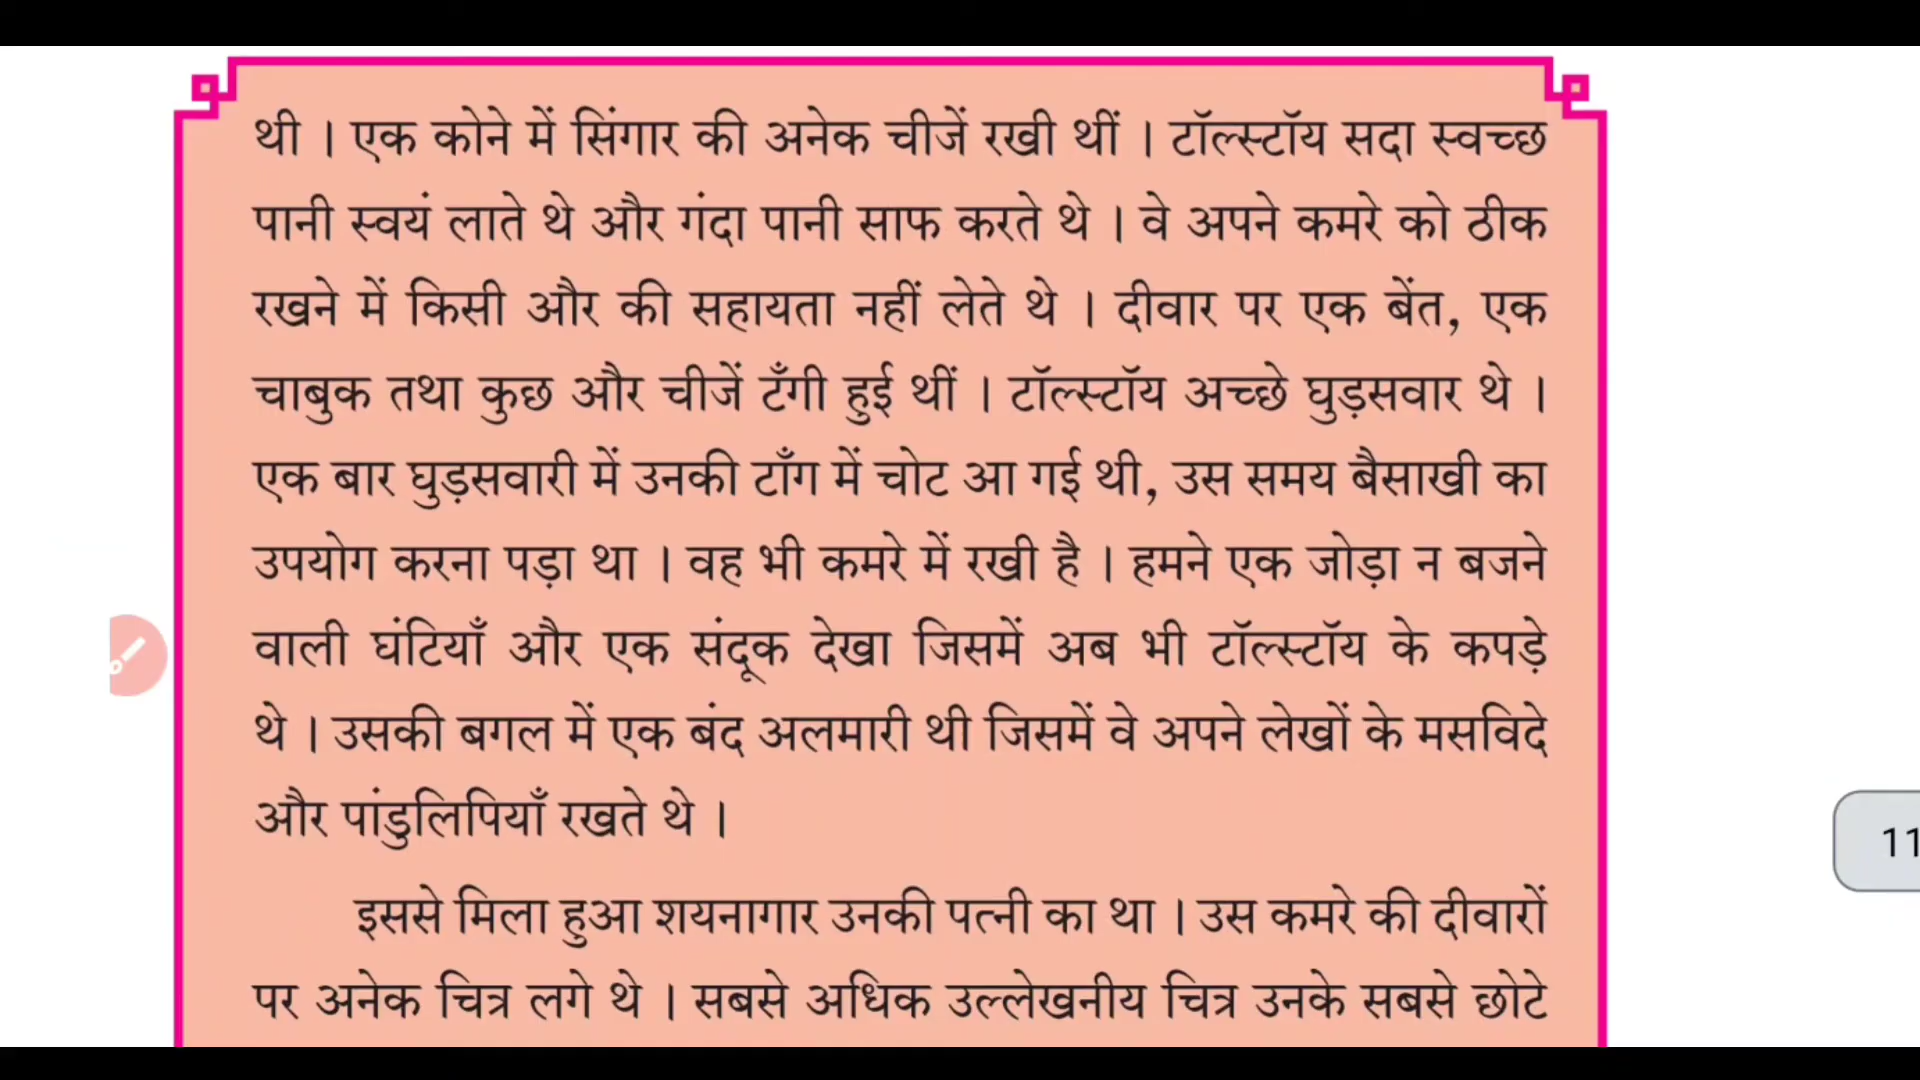 थी । एक कोने में सिंगार की अनेक चीजें रखी थीं । टॉल्स्टॉय सदा स्वच्छ
पानी स्वयं लाते थे और गंदा पानी साफ करते थे । वे अपने कमरे को ठीक
रखने में किसी और की सहायता नहीं लेते थे । दीवार पर एक बेंत, एक
चाबुक तथा कुछ और चीजें टँगी हुई थीं । टॉल्स्टॉय अच्छे घुड़सवार थे ।
एक बार घुड़सवारी में उनकी टाँग में चोट आ गई थी, उस समय बैसाखी का
उपयोग करना पड़ा था । वह भी कमरे में रखी है । हमने एक जोड़ा न बजने
वाली घंटियाँ और एक संदूक देखा जिसमें अब भी टॉल्स्टॉय के कपड़े
थे । उसकी बगल में एक बंद अलमारी थी जिसमें वे अपने लेखों के मसविदे
और पांडुलिपियाँ रखते थे ।
इससे मिला हुआ शयनागार उनकी पत्नी का था । उस कमरे की दीवारों
पर अनेक चित्र लगे थे । सबसे अधिक उल्लेखनीय चित्र उनके सबसे छोटे
11